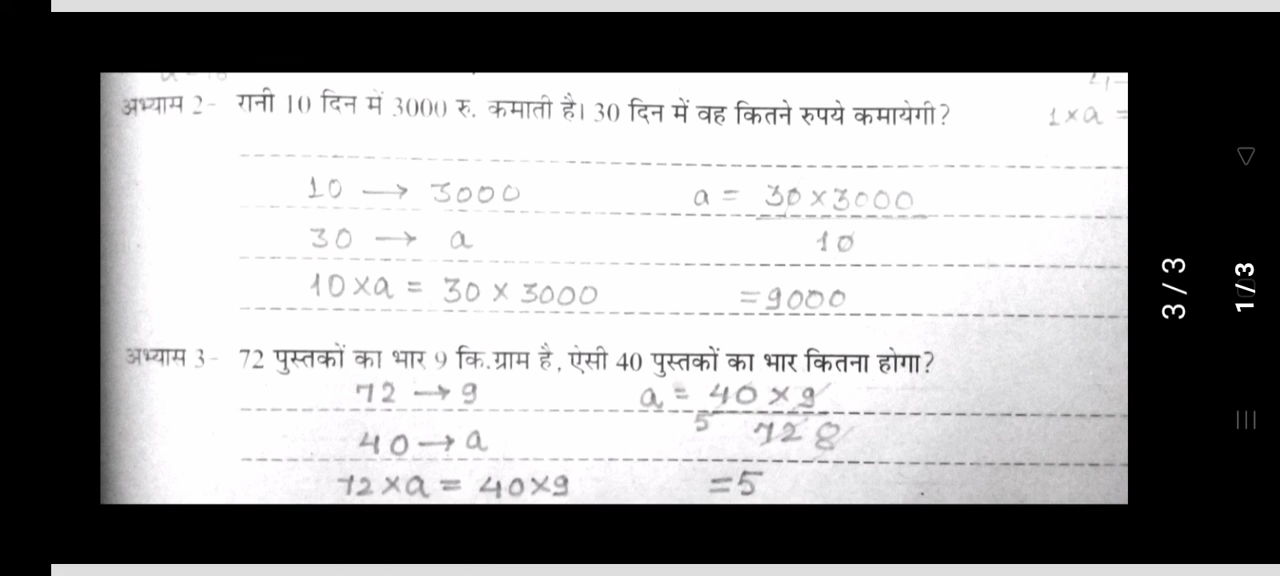 अभ्यास 2- रानी 10 दिन में 3000 रु. कमाती है। 30 दिन में वह कितने रुपये कमायेगी?
1×a =
10 → 3000
a = 30×3000
30 → a
10
10×a = 30 × 3000
=9000
अभ्यास 3- 72 पुस्तकों का भार 9 कि.ग्राम है, ऐसी 40 पुस्तकों का भार कितना होगा?
72 → 9
a = 40 × 9
5 72 8
40 → a
72×a = 40×9
=5
3 / 3
1/3